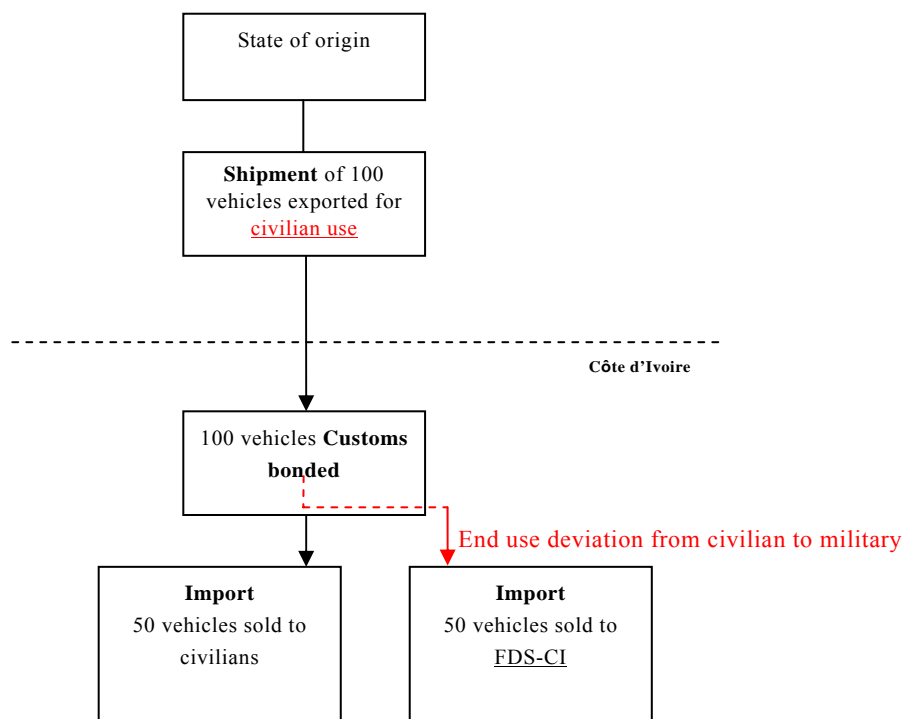 State of origin
Shipment of 100
vehicles exported for
civilian use
Côte d’Ivoire
100 vehicles Customs
bonded
End use deviation from civilian to military
Import
50 vehicles sold to
civilians
Import
50 vehicles sold to
FDS-CI